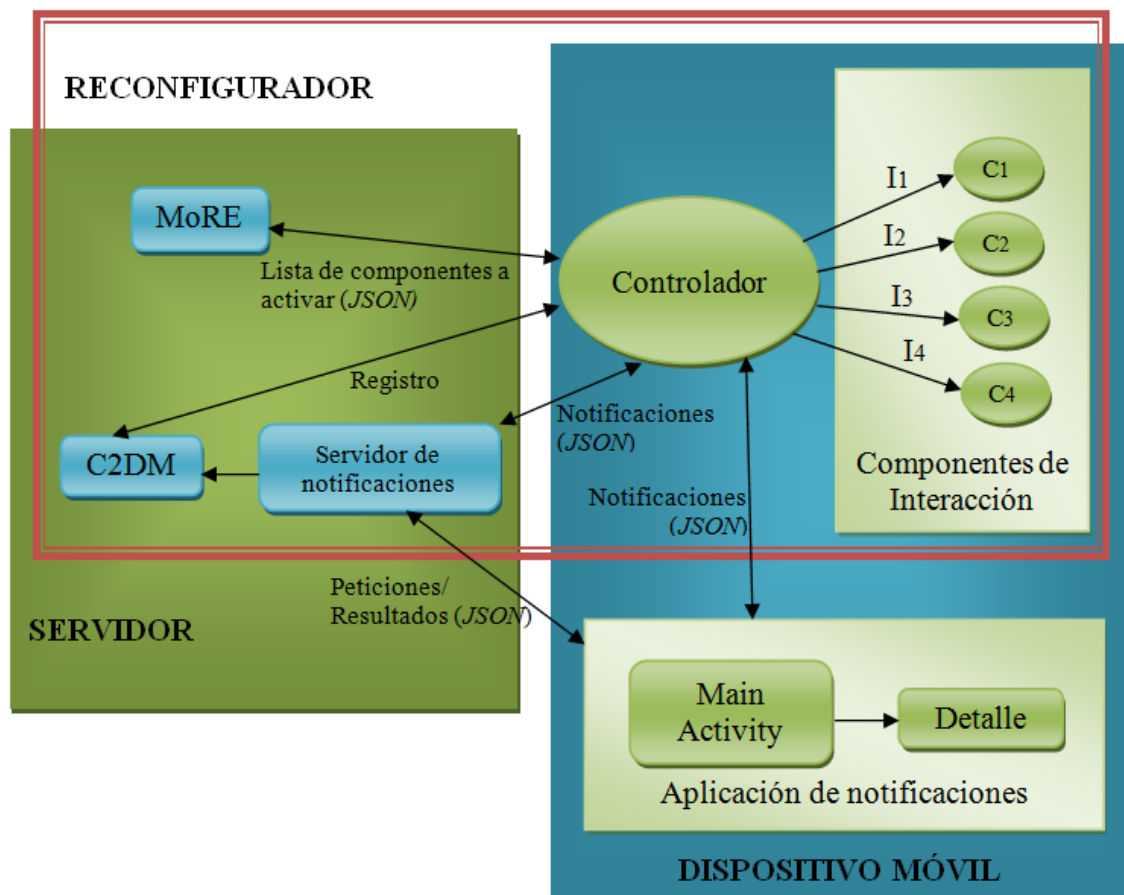 RECONFIGURADOR
MoRE
Lista de componentes a
activar (JSON)
Registro
C2DM
Servidor de
notificaciones
Peticiones/
Resultados (JSON)
SERVIDOR
Controlador
I1
I2
I3
I4
C1
C2
C3
C4
Componentes de
Interacción
Notificaciones
(JSON)
Notificaciones
(JSON)
Main
Activity
Detalle
Aplicación de notificaciones
DISPOSITIVO MÓVIL